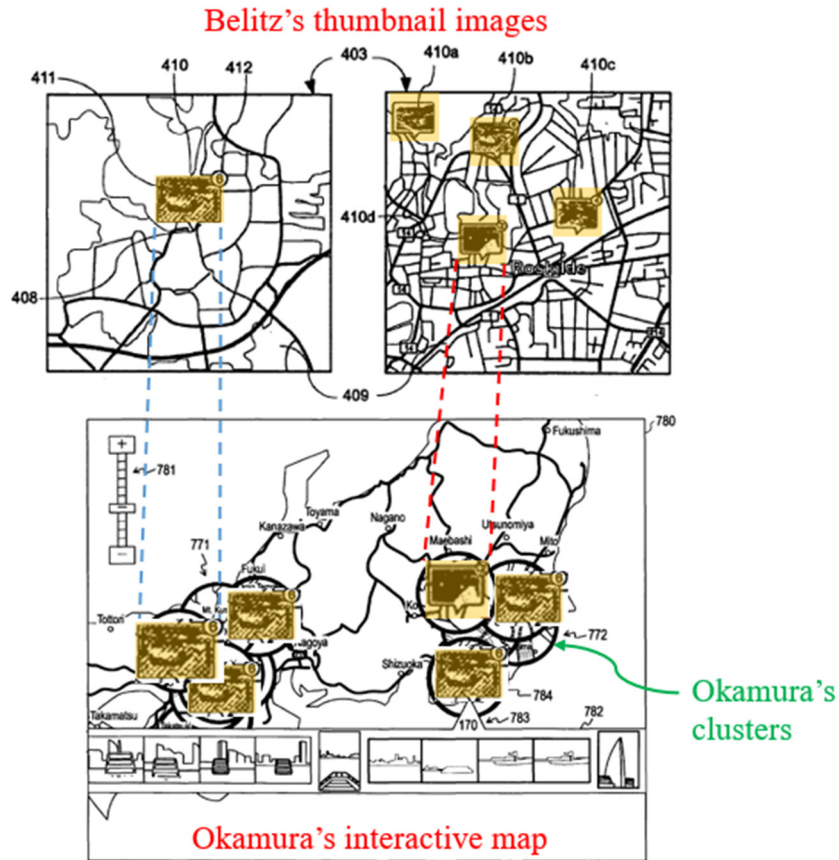 Belitz’s thumbnail images
411
410
412
403
410a
410b
410c
410d
408
409
Roskilde
780
+
781
−
Fukushima
Toyama
Kanazawa
Nagano
Utsunomiya
Maebashi
Mito
771
Fukui
Tottori
Nagoya
Shizuoka
772
Takamatsu
784
783
782
170
Okamura’s
clusters
Okamura’s interactive map